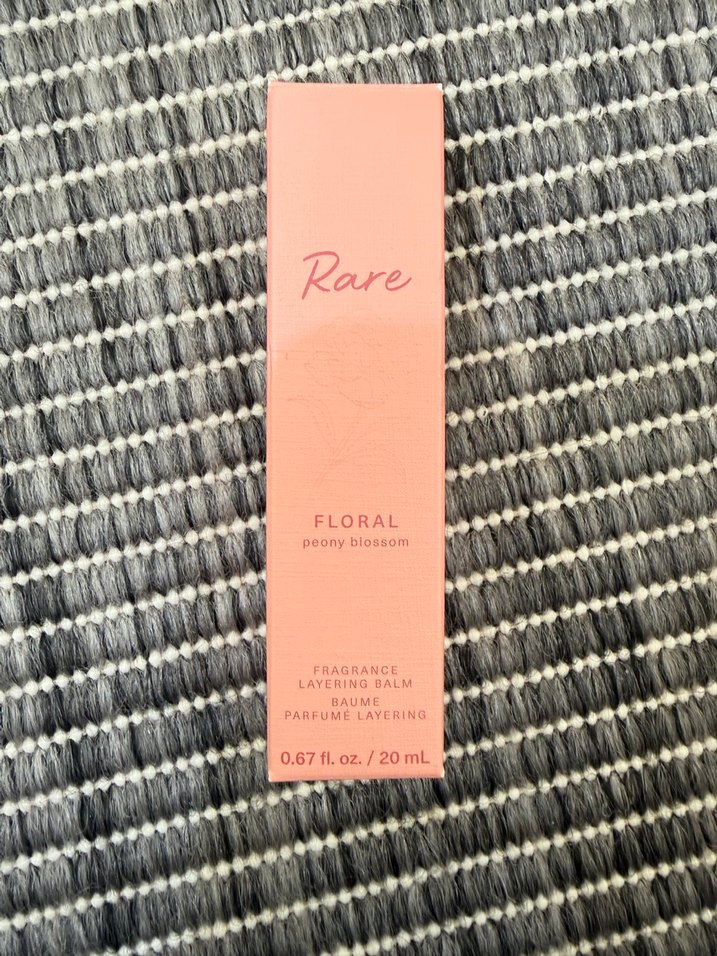 Rare
FLORAL
peony blossom
FRAGRANCE
LAYERING BALM
BAUME
PARFUMÉ LAYERING
0.67 fl. oz. / 20 mL